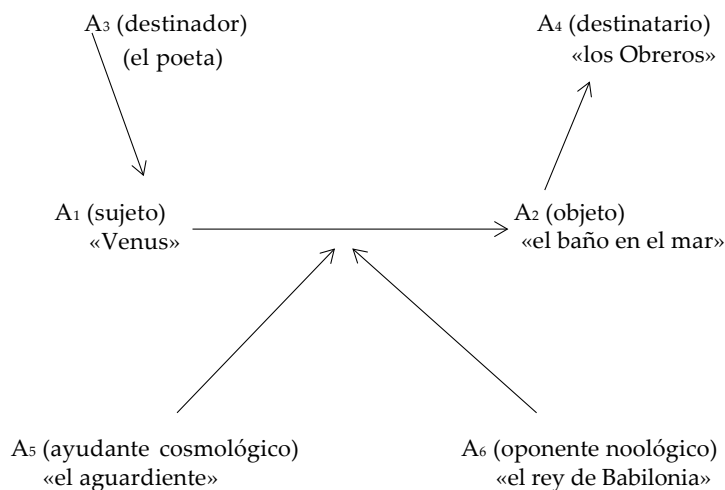 A₃ (destinador)
(el poeta)
A₄ (destinatario)
«los Obreros»
A₁ (sujeto)
«Venus»
A₂ (objeto)
«el baño en el mar»
A₅ (ayudante cosmológico)
«el aguardiente»
A₆ (oponente noológico)
«el rey de Babilonia»